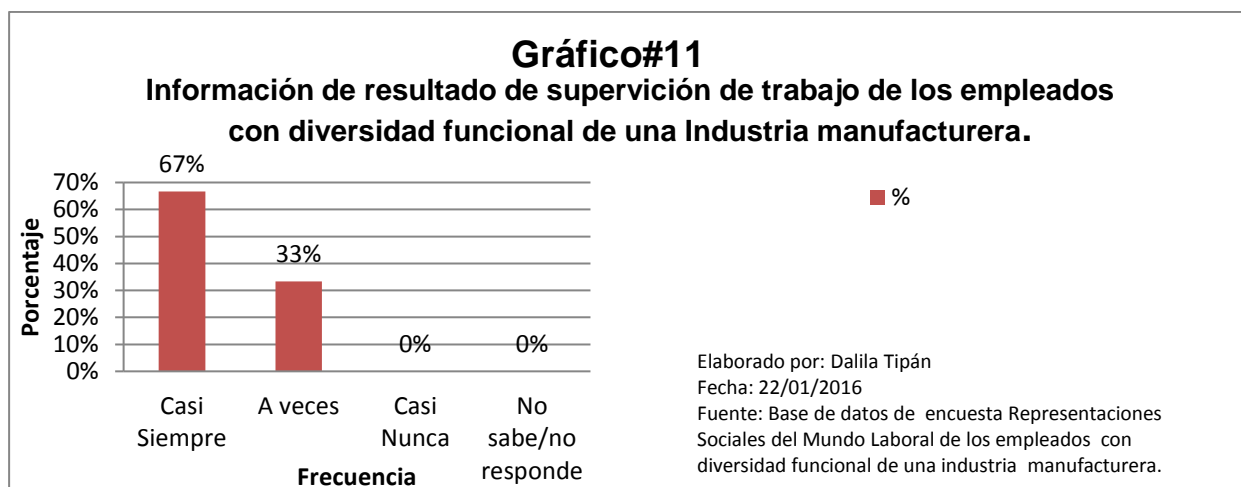 Gráfico#11
Información de resultado de supervición de trabajo de los empleados
con diversidad funcional de una Industria manufacturera.
67%
70%
60%
50%
40%
30%
20%
10%
0%
33%
0%
0%
Porcentaje
Casi
Siempre
A veces
Casi
Nunca
No
sabe/no
responde
Frecuencia
%
Elaborado por: Dalila Tipán
Fecha: 22/01/2016
Fuente: Base de datos de encuesta Representaciones
Sociales del Mundo Laboral de los empleados con
diversidad funcional de una industria manufacturera.